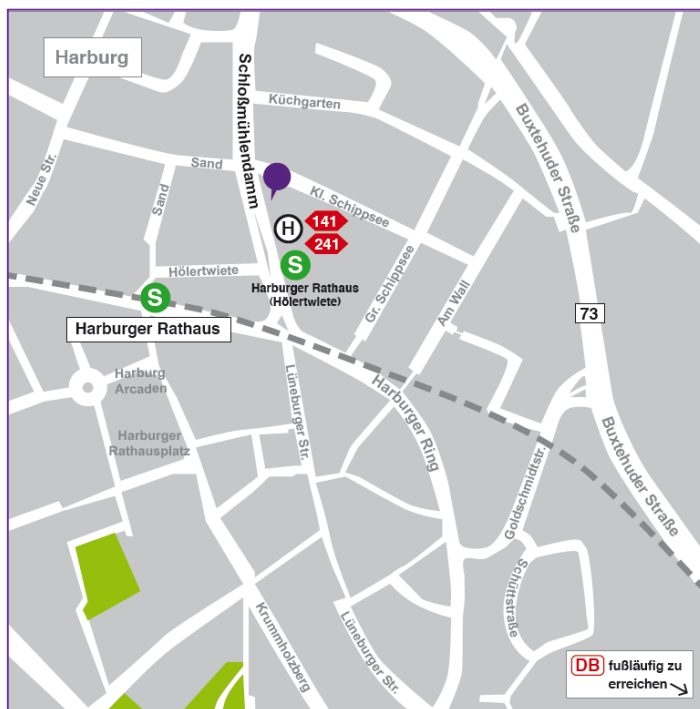 Harburg
Schloßmühlendamm
Küchgarten
Buxtehuder Straße
Neue Str.
Sand
Sand
Kl. Schippsee
H
141
241
S
Harburger Rathaus
(Hölertwiete)
Hölertwiete
S
Harburger Rathaus
Gr. Schippsee
Am Wall
73
Harburg
Arcaden
Lüneburger Str.
Harburger Ring
Harburger
Rathausplatz
Buxtehuder Straße
Goldschmidtstr.
Schüttstraße
Krummholzberg
Lüneburger Str.
DB fußläufig zu
erreichen